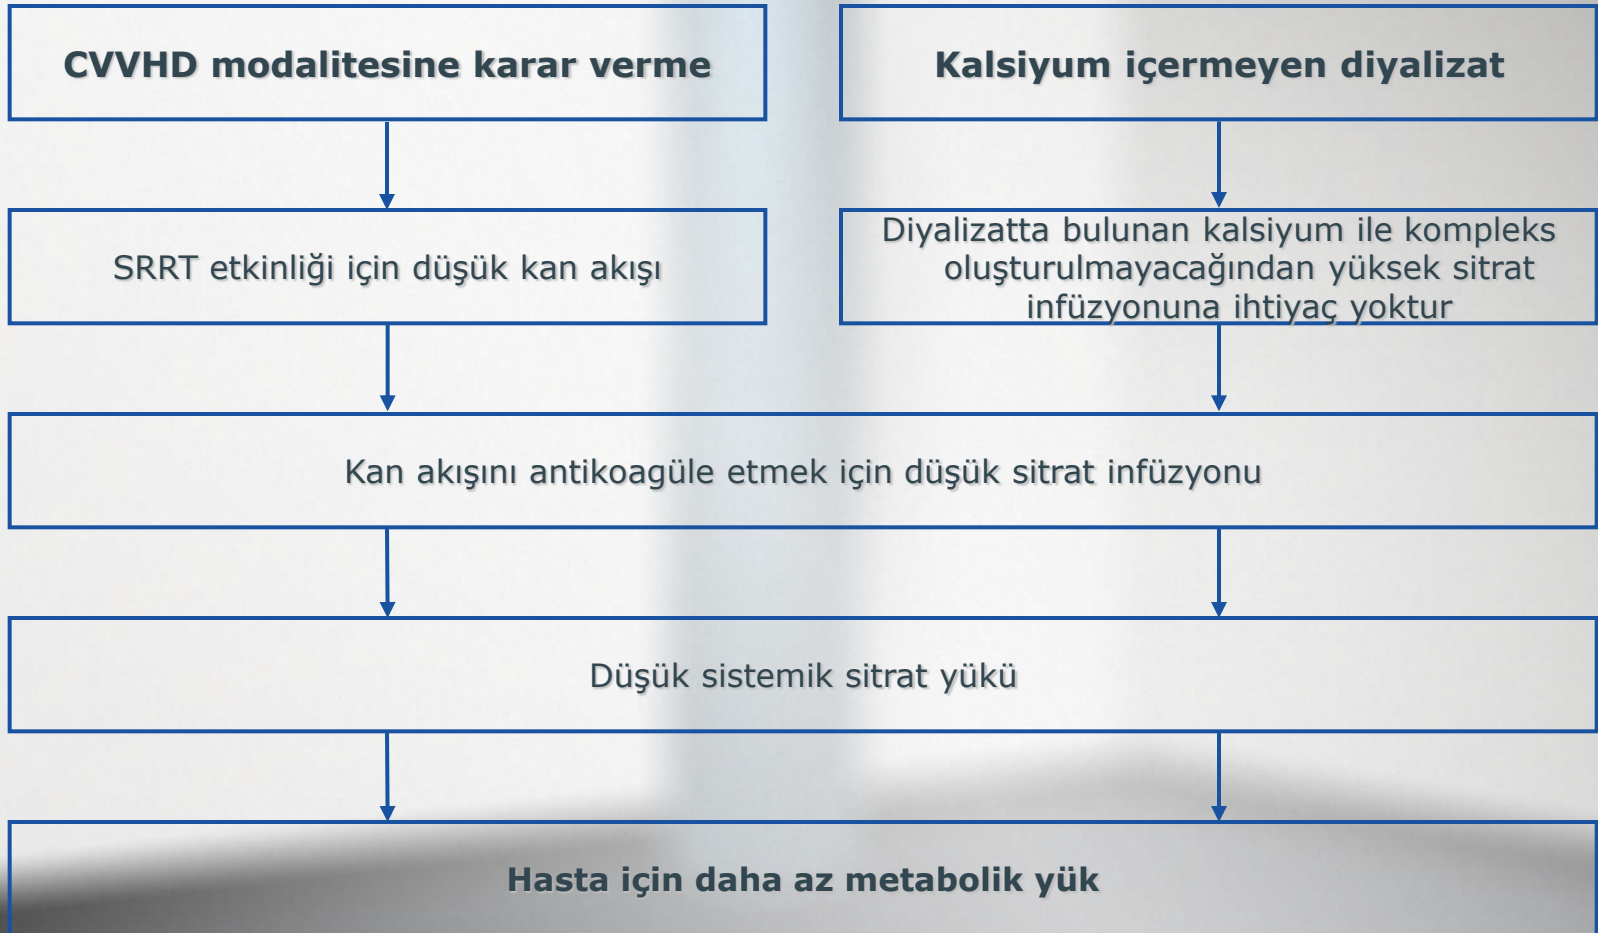 CVVHD modalitesine karar verme
Kalsiyum içermeyen diyalizat
SRRT etkinliği için düşük kan akışı
Diyalizatta bulunan kalsiyum ile kompleks
oluşturulmayacağından yüksek sitrat
infüzyonuna ihtiyaç yoktur
Kan akışını antikoagüle etmek için düşük sitrat infüzyonu
Düşük sistemik sitrat yükü
Hasta için daha az metabolik yük